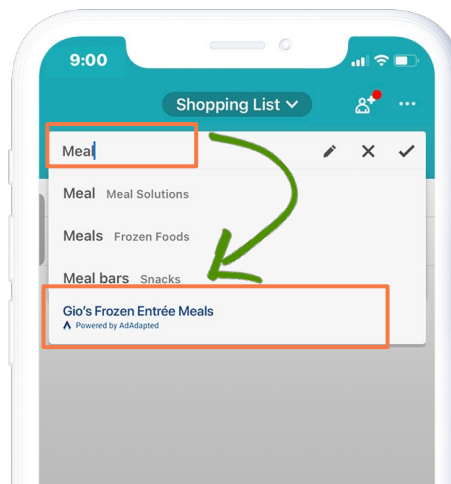 9:00
Shopping List
Meal
Meal Meal Solutions
Meals Frozen Foods
Meal bars Snacks
Gio's Frozen Entrée Meals
Powered by AdAdapted